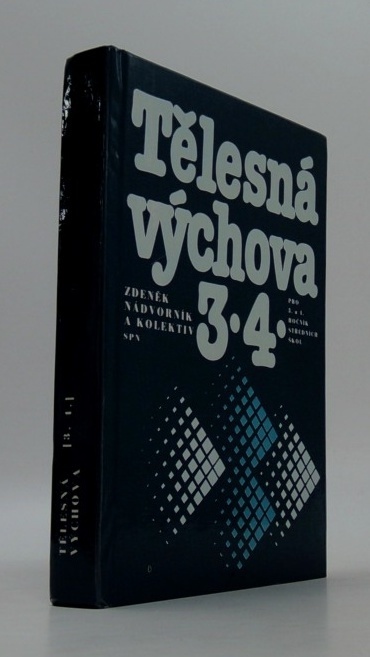 Tělesná
výchova
3.4.
ZDENĚK
NÁDVORNÍK
A KOLEKTIV
SPN
PRO
3. a 4.
ROČNÍK
STŘEDNÍCH
ŠKOL
TĚLESNÁ
VÝCHOVA
[3. 4.]